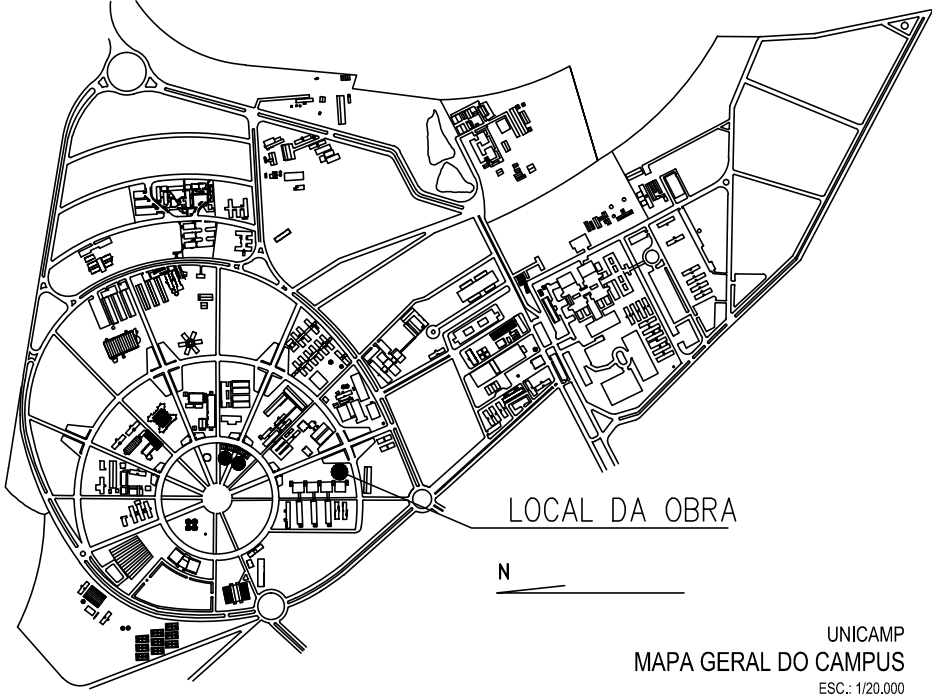 LOCAL DA OBRA
N
UNICAMP
MAPA GERAL DO CAMPUS
ESC.: 1/20.000